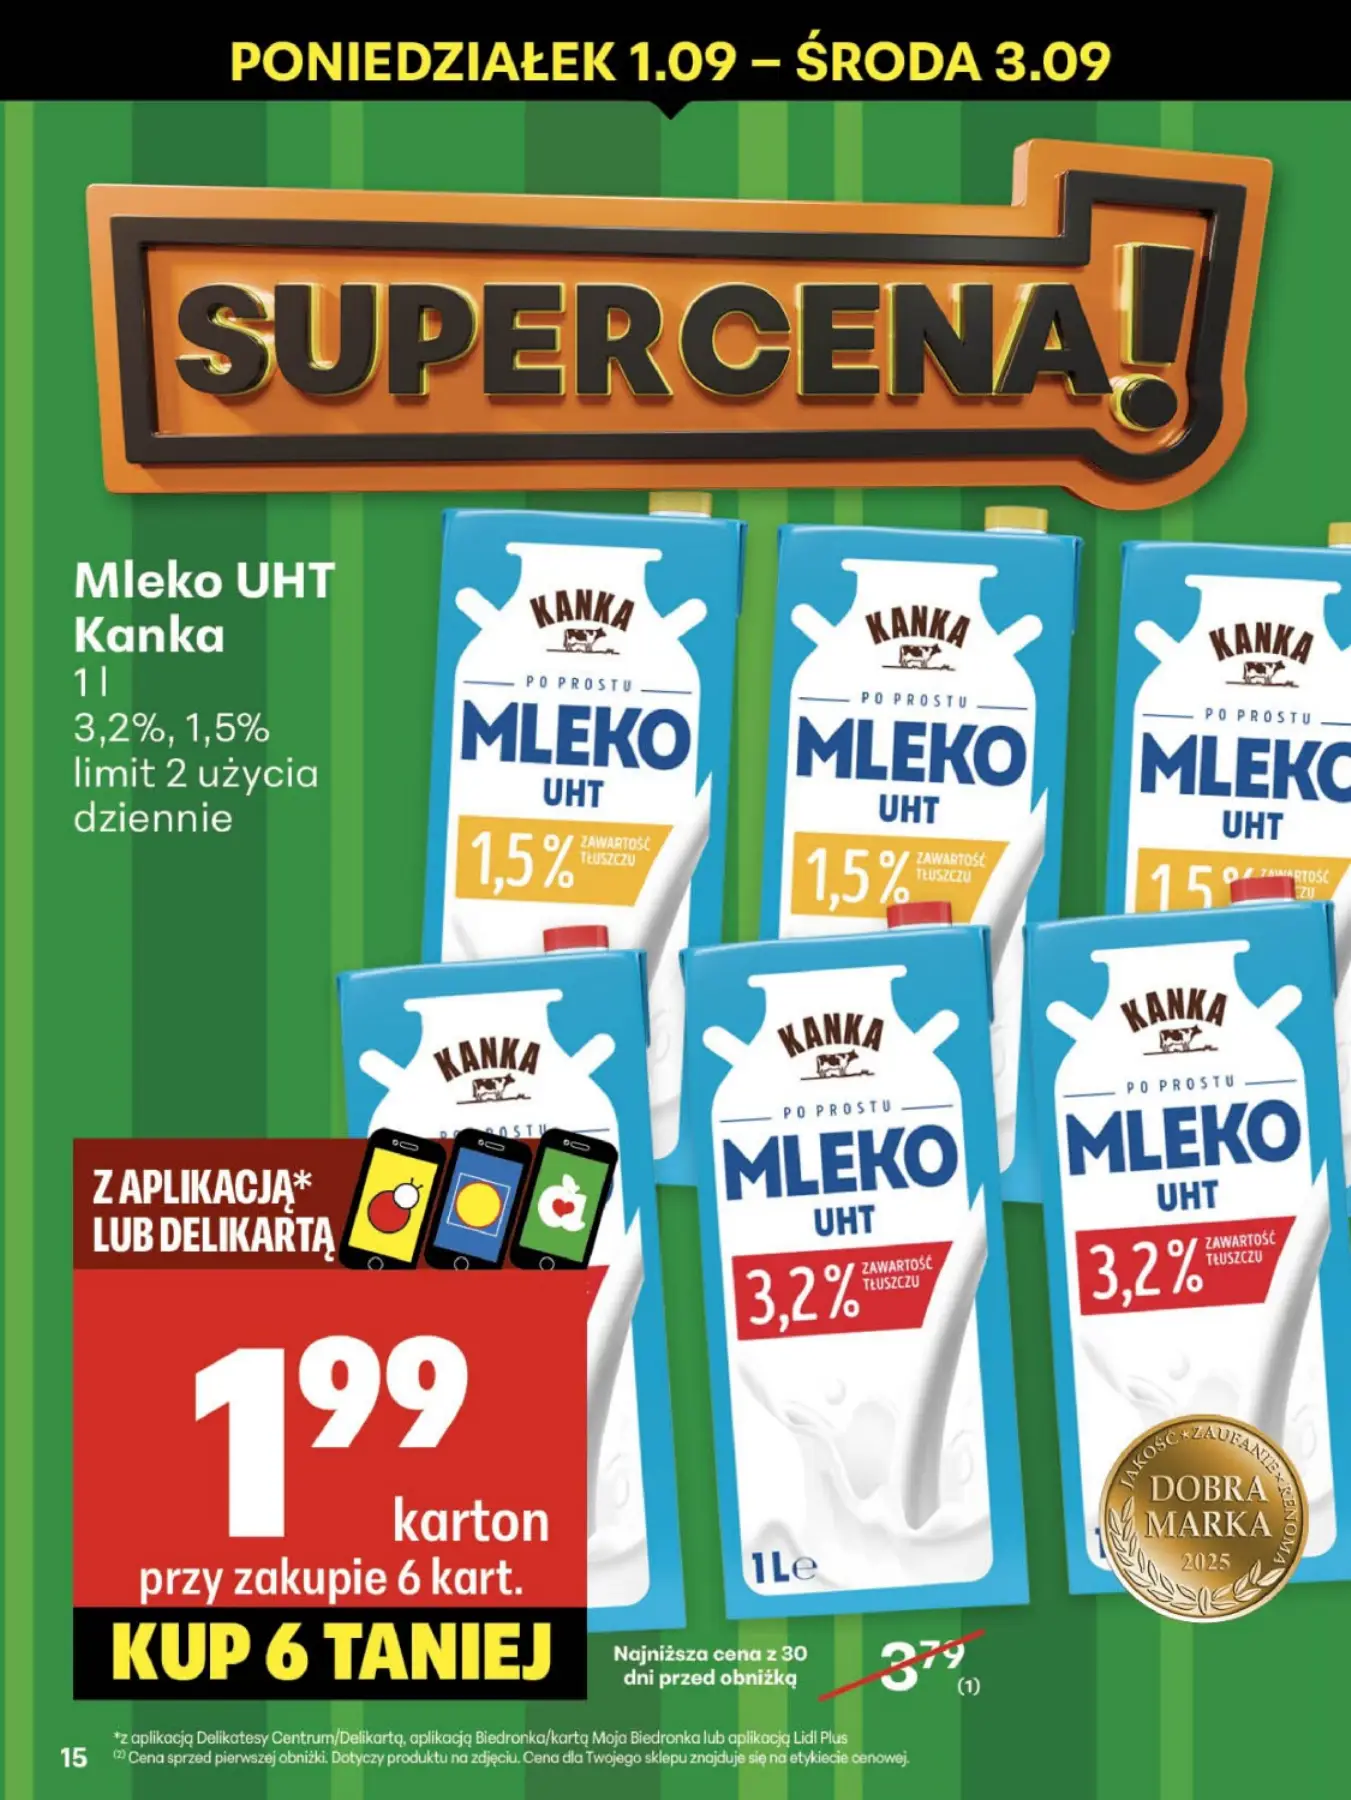 PONIEDZIAŁEK 1.09 – ŚRODA 3.09
SUPERCENA!
Mleko UHT
Kanka
1 l
3,2%, 1,5%
limit 2 użycia
dziennie
KANKA
PO PROSTU
MLEKO
UHT
1,5% ZAWARTOŚĆ
TŁUSZCZU
KANKA
PO PROSTU
MLEKO
UHT
1,5% ZAWARTOŚĆ
TŁUSZCZU
KANKA
PO PROSTU
MLEKO
UHT
KANKA
KANKA
PO PROSTU
MLEKO
UHT
3,2% ZAWARTOŚĆ
TŁUSZCZU
1Le
KANKA
PO PROSTU
MLEKO
UHT
3,2% ZAWARTOŚĆ
TŁUSZCZU
JAKOŚĆ ★ ZAUFANIE ★ RENOMA
DOBRA
MARKA
2025
Z APLIKACJĄ*
LUB DELIKARTĄ
1 99
karton
przy zakupie 6 kart.
KUP 6 TANIEJ
Najniższa cena z 30
dni przed obniżką
3 79
(1)
*z aplikacją Delikatesy Centrum/Delikartą, aplikacją Biedronka/kartą Moja Biedronka lub aplikacją Lidl Plus
(2) Cena sprzed pierwszej obniżki. Dotyczy produktu na zdjęciu. Cena dla Twojego sklepu znajduje się na etykiecie cenowej.
15